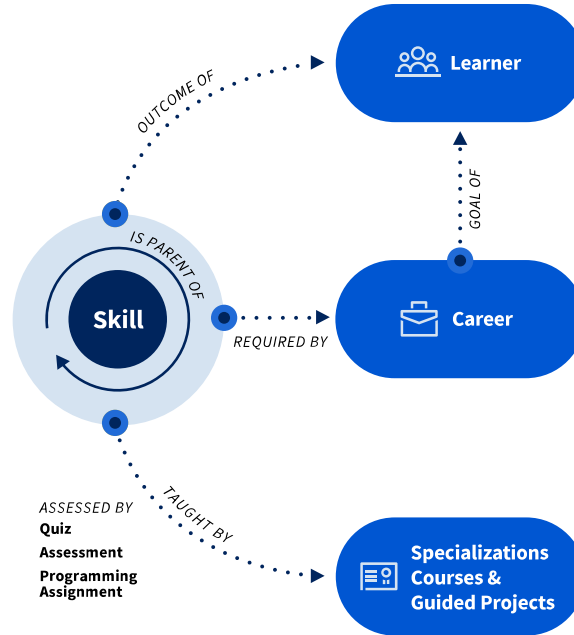 Learner
OUTCOME OF
GOAL OF
IS PARENT OF
Skill
Career
REQUIRED BY
TAUGHT BY
ASSESSED BY
Quiz
Assessment
Programming
Assignment
Specializations
Courses &
Guided Projects